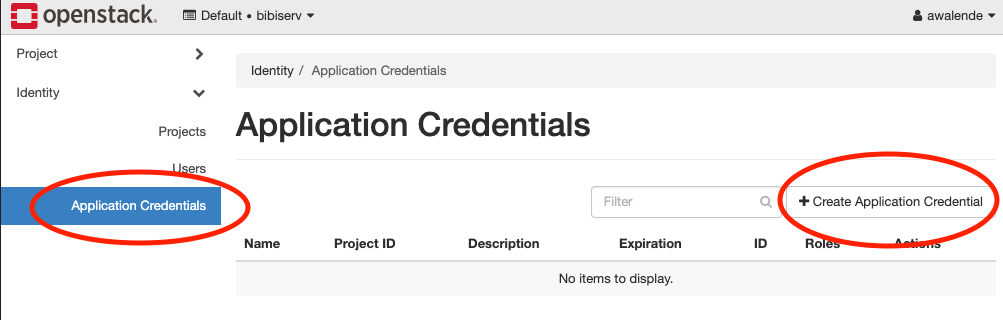 openstack. Default • bibiserv awalende
Project
Identity
Projects
Users
Application Credentials
Identity / Application Credentials
Application Credentials
Filter + Create Application Credential
Name Project ID Description Expiration ID Roles Actions
No items to display.